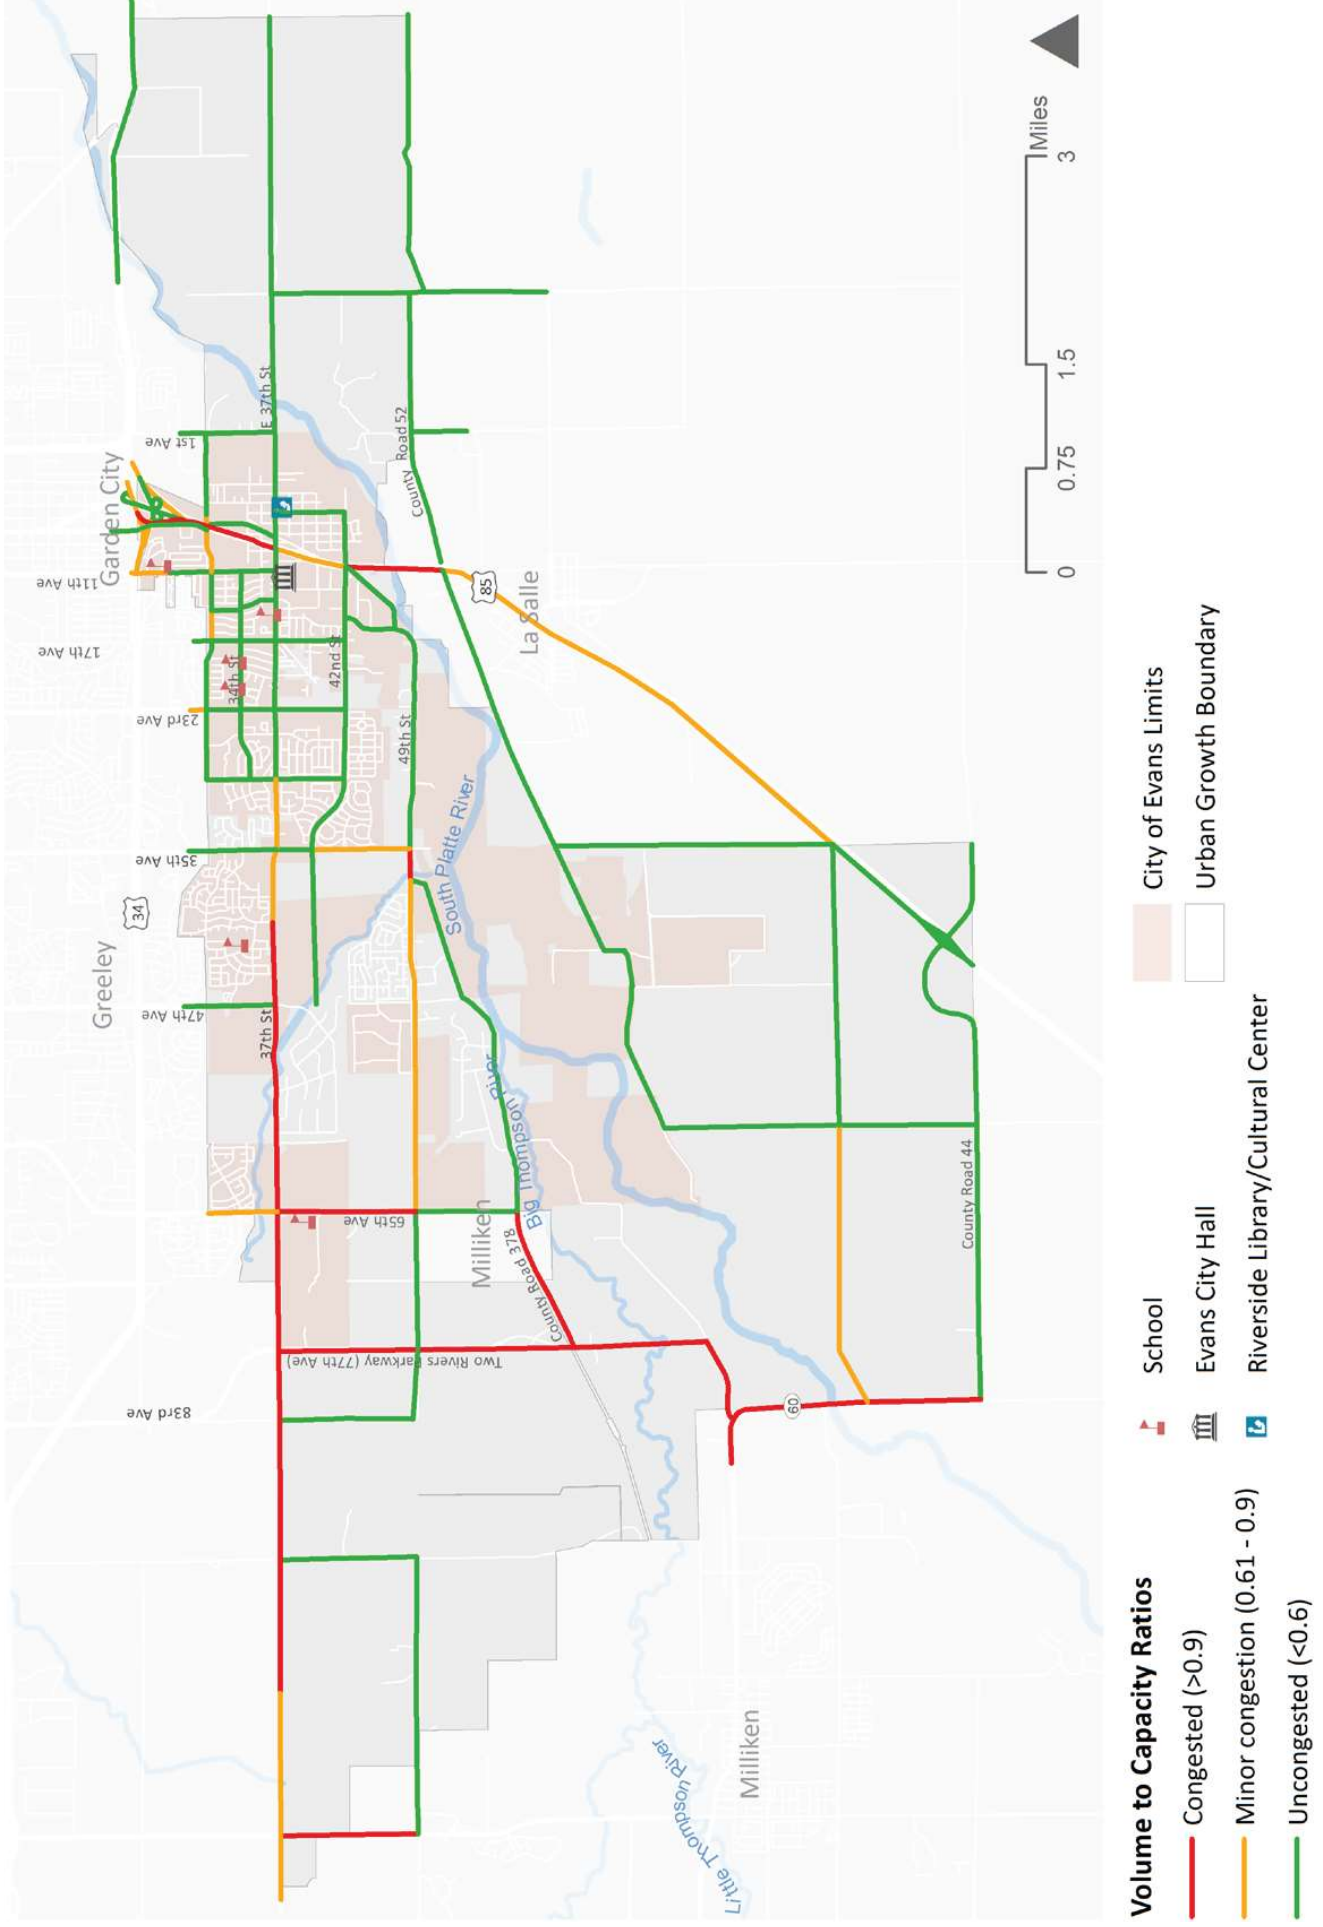 83rd Ave
Greeley
34
47th Ave
35th Ave
23rd Ave
17th Ave
11th Ave
Garden City
1st Ave
37th St
34th St
E 37th St
Two Rivers Parkway (77th Ave)
65th Ave
42nd St
49th St
County Road 52
Milliken
County Road 378
Big Thompson River
South Platte River
85
La Salle
Little Thompson River
Milliken
60
County Road 44
0
0.75
1.5
3
Miles
Volume to Capacity Ratios
Congested (>0.9)
Minor congestion (0.61 - 0.9)
Uncongested (<0.6)
School
Evans City Hall
Riverside Library/Cultural Center
City of Evans Limits
Urban Growth Boundary